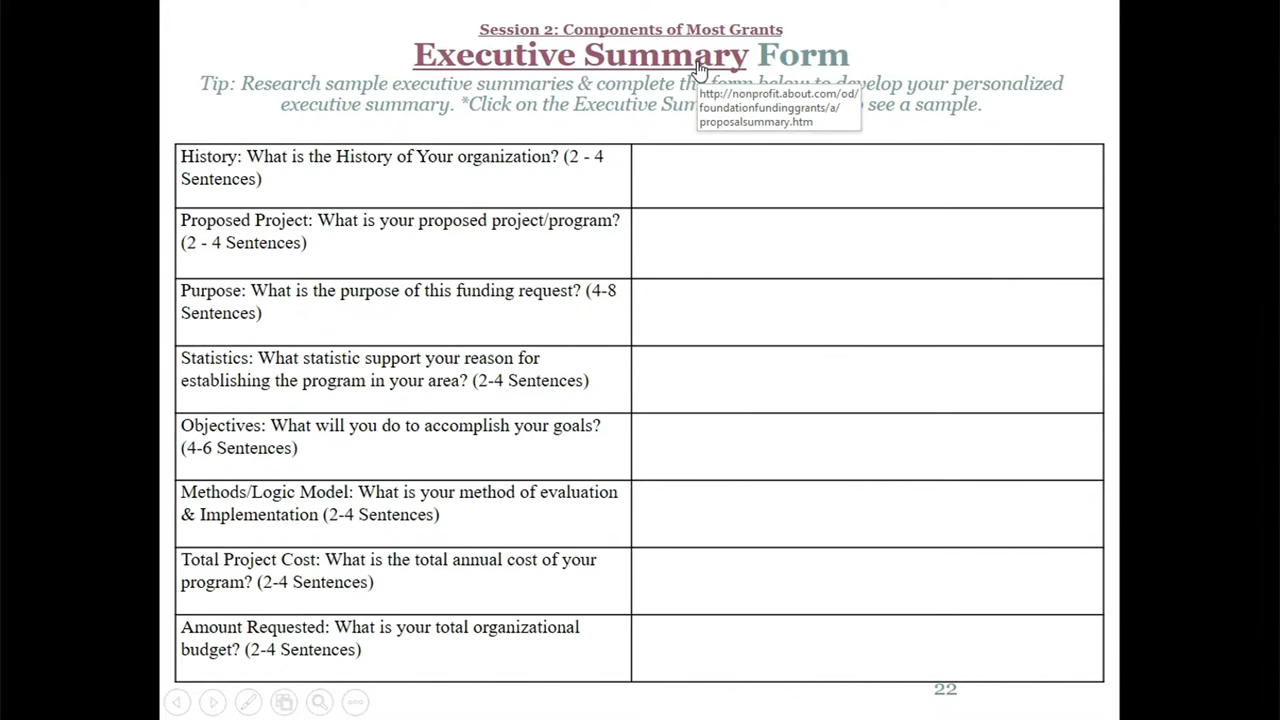 Session 2: Components of Most Grants
Executive Summary Form
Tip: Research sample executive summaries & complete the form below to develop your personalized
executive summary. *Click on the Executive Sum to see a sample.
http://nonprofit.about.com/od/
foundationfundinggrants/a/
proposalsummary.htm
History: What is the History of Your organization? (2 - 4
Sentences)
Proposed Project: What is your proposed project/program?
(2 - 4 Sentences)
Purpose: What is the purpose of this funding request? (4-8
Sentences)
Statistics: What statistic support your reason for
establishing the program in your area? (2-4 Sentences)
Objectives: What will you do to accomplish your goals?
(4-6 Sentences)
Methods/Logic Model: What is your method of evaluation
& Implementation (2-4 Sentences)
Total Project Cost: What is the total annual cost of your
program? (2-4 Sentences)
Amount Requested: What is your total organizational
budget? (2-4 Sentences)
22